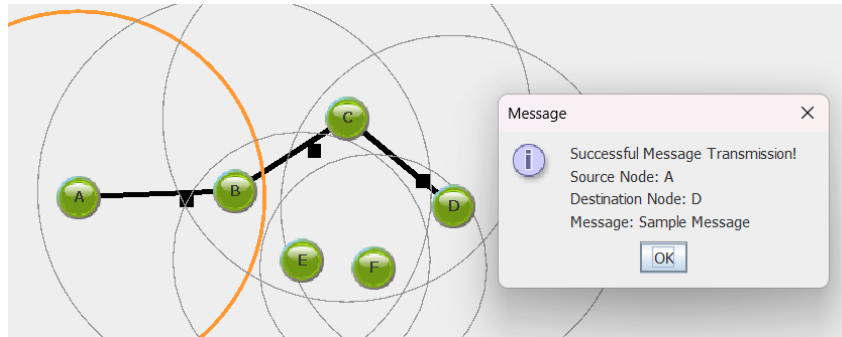 C
B
A
D
E
F
Message
Successful Message Transmission!
Source Node: A
Destination Node: D
Message: Sample Message
OK